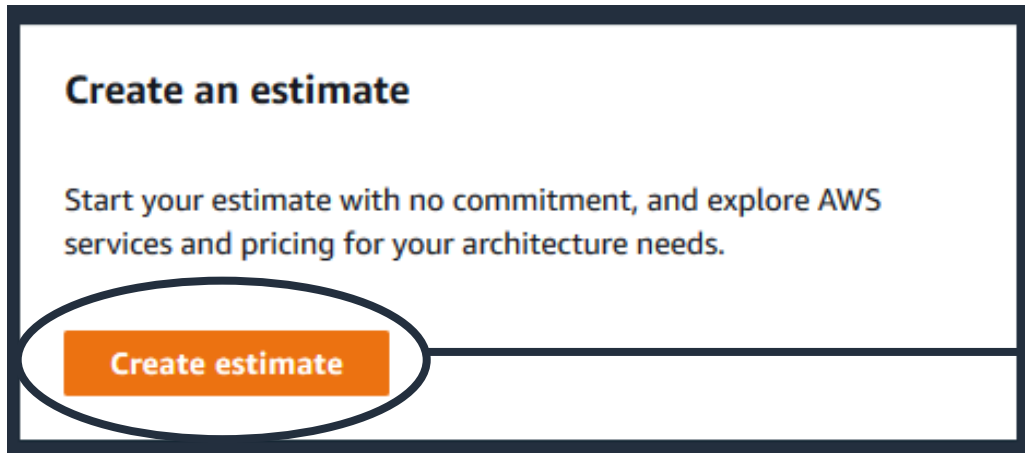 Create an estimate
Start your estimate with no commitment, and explore AWS
services and pricing for your architecture needs.
Create estimate